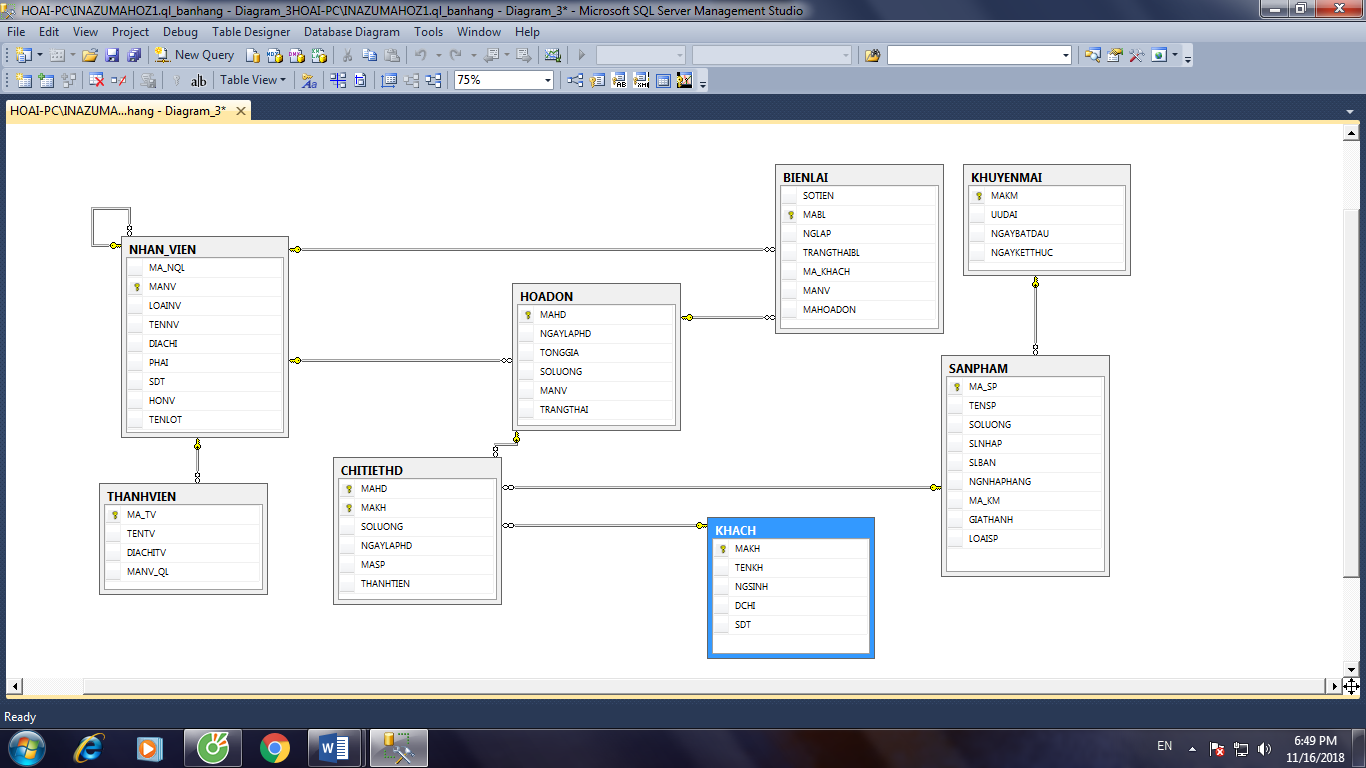 HOAI-PC\INAZUMAHOZ1.ql_banhang - Diagram_3HOAI-PC\INAZUMAHOZ1.ql_banhang - Diagram_3* - Microsoft SQL Server Management Studio
File Edit View Project Debug Table Designer Database Diagram Tools Window Help
New Query
Table View 75%
HOAI-PC\INAZUMA...hang - Diagram_3*
NHAN_VIEN
MA_NQL
MANV
LOAINV
TENNV
DIACHI
PHAI
SDT
HONV
TENLOT
THANHVIEN
MA_TV
TENTV
DIACHITV
MANV_QL
HOADON
MAHD
NGAYLAPHD
TONGGIA
SOLUONG
MANV
TRANGTHAI
CHITIETHD
MAHD
MAKH
SOLUONG
NGAYLAPHD
MASP
THANHTIEN
BIENLAI
SOTIEN
MABL
NGLAP
TRANGTHAIBL
MA_KHACH
MANV
MAHOADON
KHUYENMAI
MAKM
UUDAI
NGAYBATDAU
NGAYKETTHUC
SANPHAM
MA_SP
TENSP
SOLUONG
SLNHAP
SLBAN
NGNHAPHANG
MA_KM
GIATHANH
LOAISP
KHACH
MAKH
TENKH
NGSINH
DCHI
SDT
Ready
EN
6:49 PM
11/16/2018